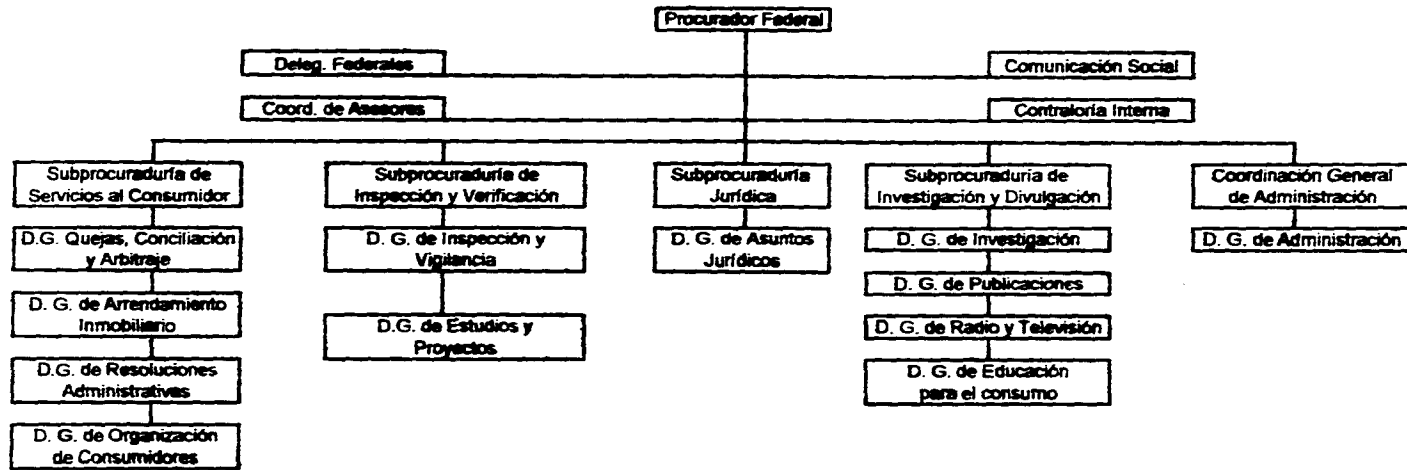 Procurador Federal
Deleg. Federales
Comunicación Social
Coord. de Asesores
Contraloría Interna
Subprocuraduría de
Servicios al Consumidor
Subprocuraduría de
Inspección y Verificación
Subprocuraduría
Jurídica
Subprocuraduría de
Investigación y Divulgación
Coordinación General
de Administración
D.G. Quejas, Conciliación
y Arbitraje
D. G. de Inspección y
Vigilancia
D. G. de Asuntos
Jurídicos
D. G. de Investigación
D. G. de Administración
D. G. de Arrendamiento
Inmobiliario
D. G. de Publicaciones
D.G. de Estudios y
Proyectos
D. G. de Radio y Televisión
D.G. de Resoluciones
Administrativas
D. G. de Educación
para el consumo
D. G. de Organización
de Consumidores